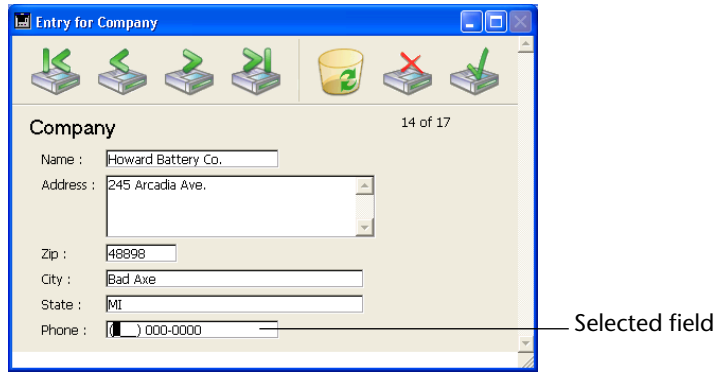 Entry for Company
Company
14 of 17
Name : Howard Battery Co.
Address : 245 Arcadia Ave.
Zip : 48898
City : Bad Axe
State : MI
Phone : (___) 000-0000
Selected field